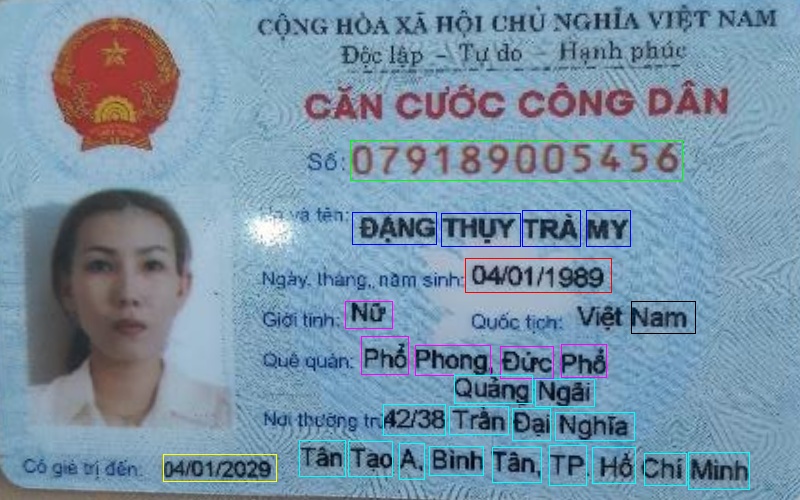 CỘNG HÒA XÃ HỘI CHỦ NGHĨA VIỆT NAM
Độc lập - Tự do - Hạnh phúc
CĂN CƯỚC CÔNG DÂN
Số: 079189005456
và tên: ĐẶNG THỤY TRÀ MY
Ngày, tháng, năm sinh: 04/01/1989
Giới tính: Nữ Quốc tịch: Việt Nam
Quê quán: Phổ Phong, Đức Phổ
Quảng Ngãi
Nơi thường trú: 42/38 Trần Đại Nghĩa
Tân Tạo A, Bình Tân, TP. Hồ Chí Minh
Có giá trị đến: 04/01/2029